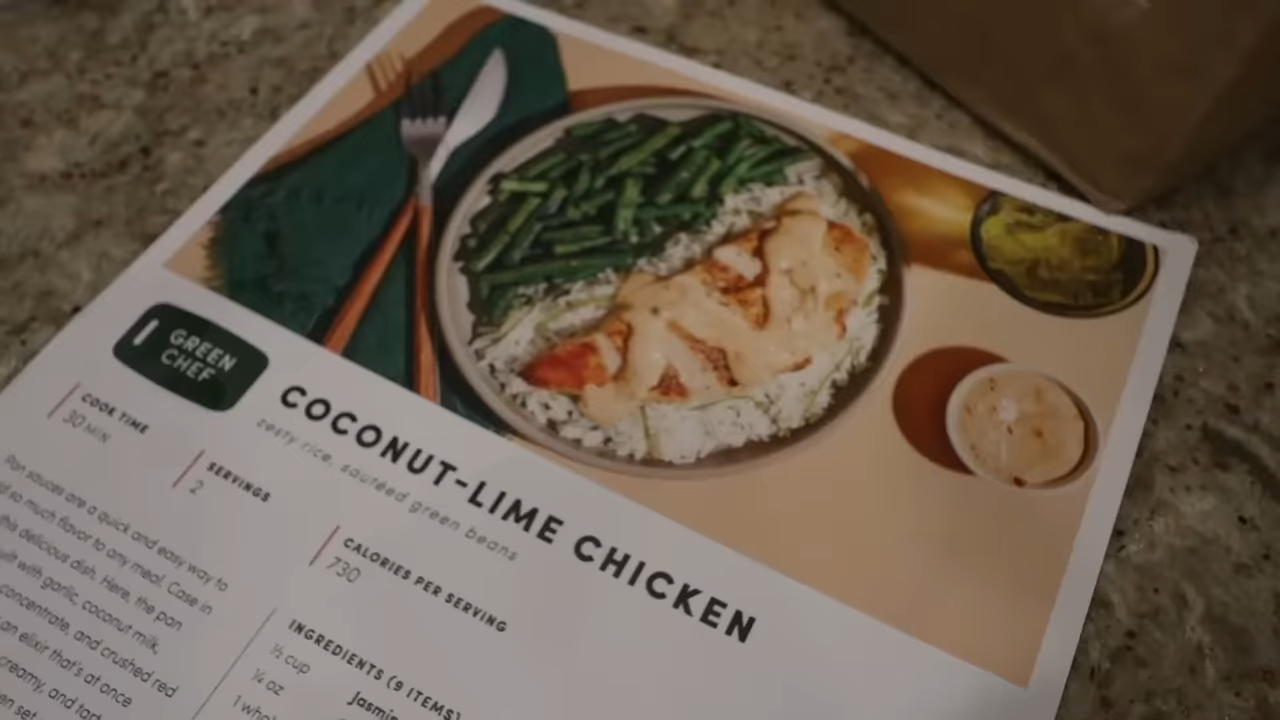 GREEN
CHEF
COCONUT-LIME CHICKEN
zesty rice, sautéed green beans
COOK TIME
30 MIN
SERVINGS
2
CALORIES PER SERVING
730
Pan sauces are a quick and easy way to
so much flavor to any meal. Case in
this delicious dish. Here, the pan
with garlic, coconut milk,
concentrate, and crushed red
an elixir that's at once
creamy, and tart
set
INGREDIENTS (9 ITEMS)
½ cup
¼ oz
1